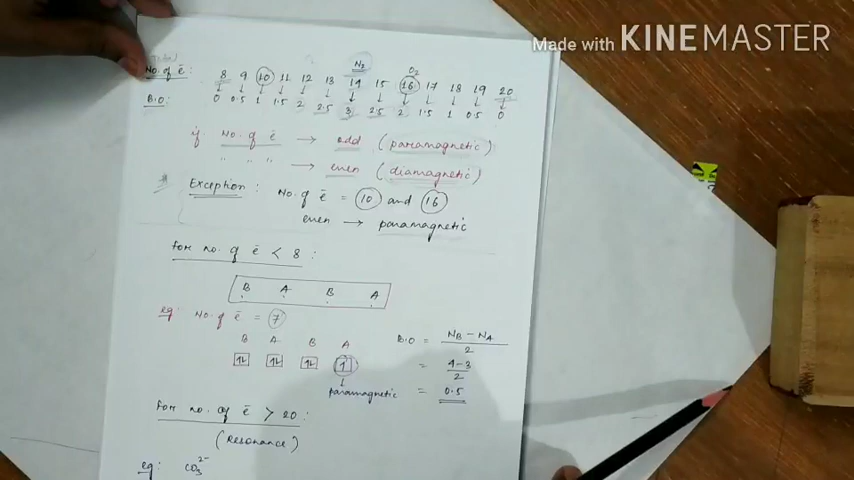 Made with KINEMASTER
N₂ O₂
No. of ē : 8 9 10 11 12 13 14 15 16 17 18 19 20
B.O: 0 0.5 1 1.5 2 2.5 3 2.5 2 1.5 1 0.5 0
if No. of ē → odd (paramagnetic)
" " " → even (diamagnetic)
Exception : No. of ē = 10 and 16
even → paramagnetic
for no. of ē < 8 :
B A B A
eg: No. of ē = 7
B A B A
B.O = NB – NA / 2
↑↓ ↑↓ ↑↓ ↑
= 4-3 / 2
paramagnetic
= 0.5
for no. of ē > 20 :
(Resonance)
eg: CO₃²⁻